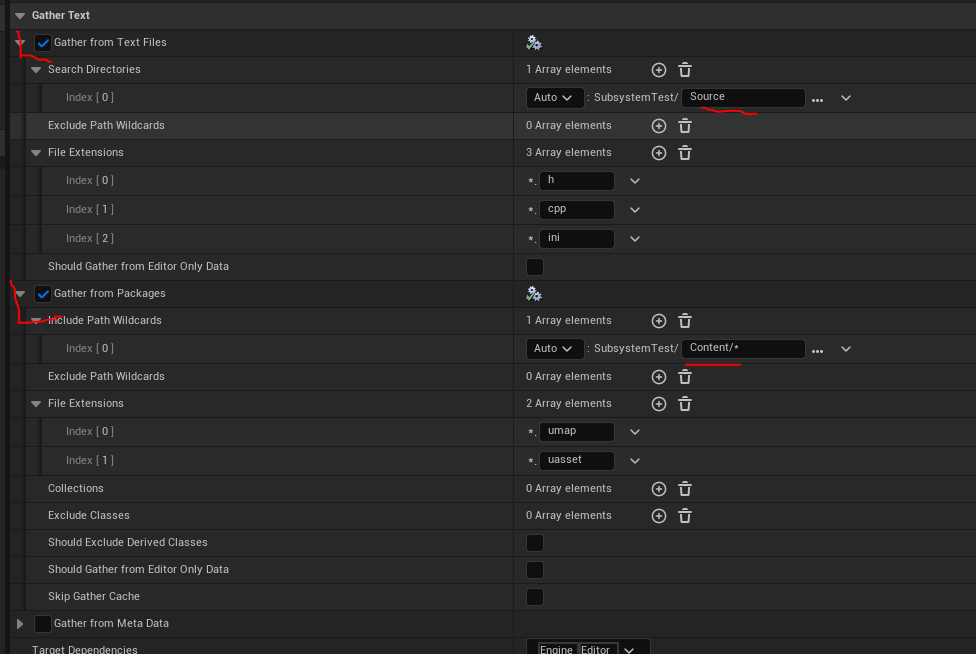 Gather Text
Gather from Text Files
Search Directories 1 Array elements
Index [ 0 ] Auto : SubsystemTest/ Source ...
Exclude Path Wildcards 0 Array elements
File Extensions 3 Array elements
Index [ 0 ] *. h
Index [ 1 ] *. cpp
Index [ 2 ] *. ini
Should Gather from Editor Only Data
Gather from Packages
Include Path Wildcards 1 Array elements
Index [ 0 ] Auto : SubsystemTest/ Content/* ...
Exclude Path Wildcards 0 Array elements
File Extensions 2 Array elements
Index [ 0 ] *. umap
Index [ 1 ] *. uasset
Collections 0 Array elements
Exclude Classes 0 Array elements
Should Exclude Derived Classes
Should Gather from Editor Only Data
Skip Gather Cache
Gather from Meta Data
Target Dependencies Engine Editor